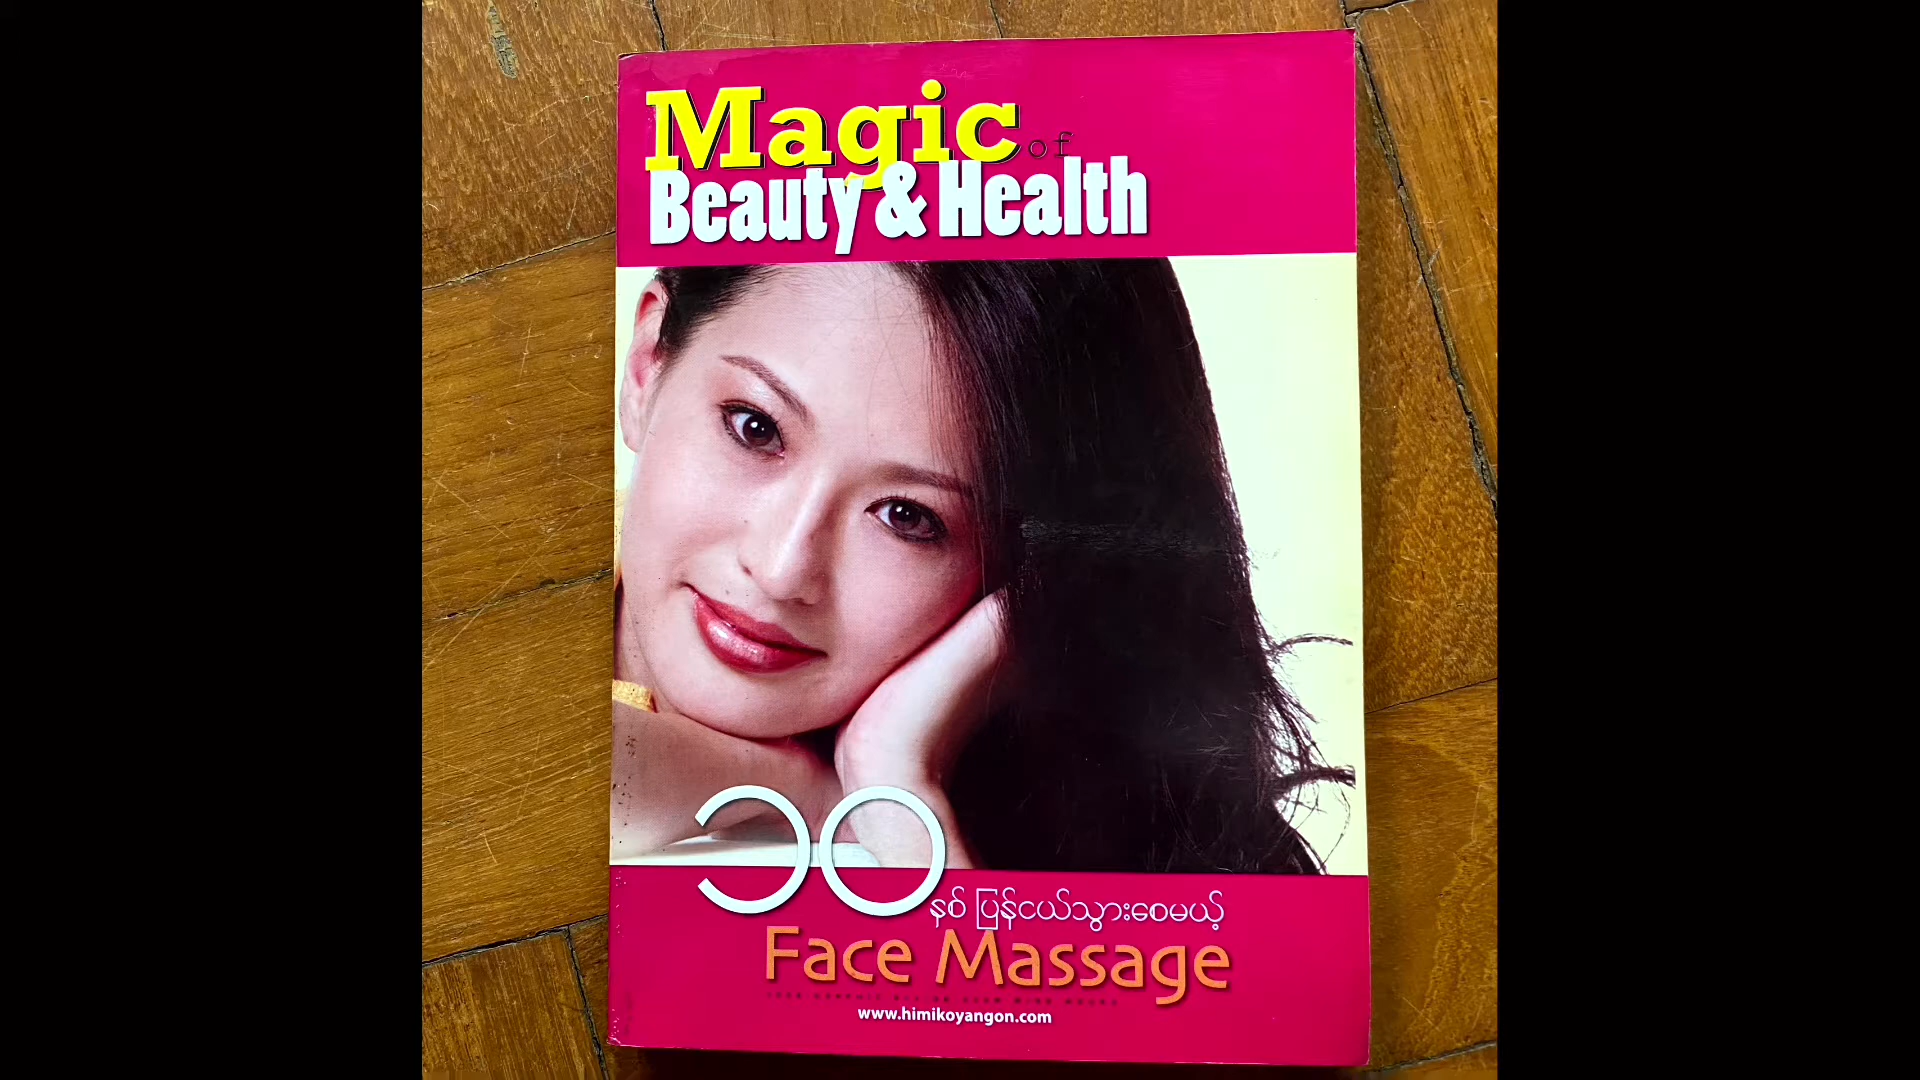 Magic of
Beauty & Health
၁၀ နှစ် ပြန်ငယ်သွားစေမယ့်
Face Massage
www.himikoyangon.com